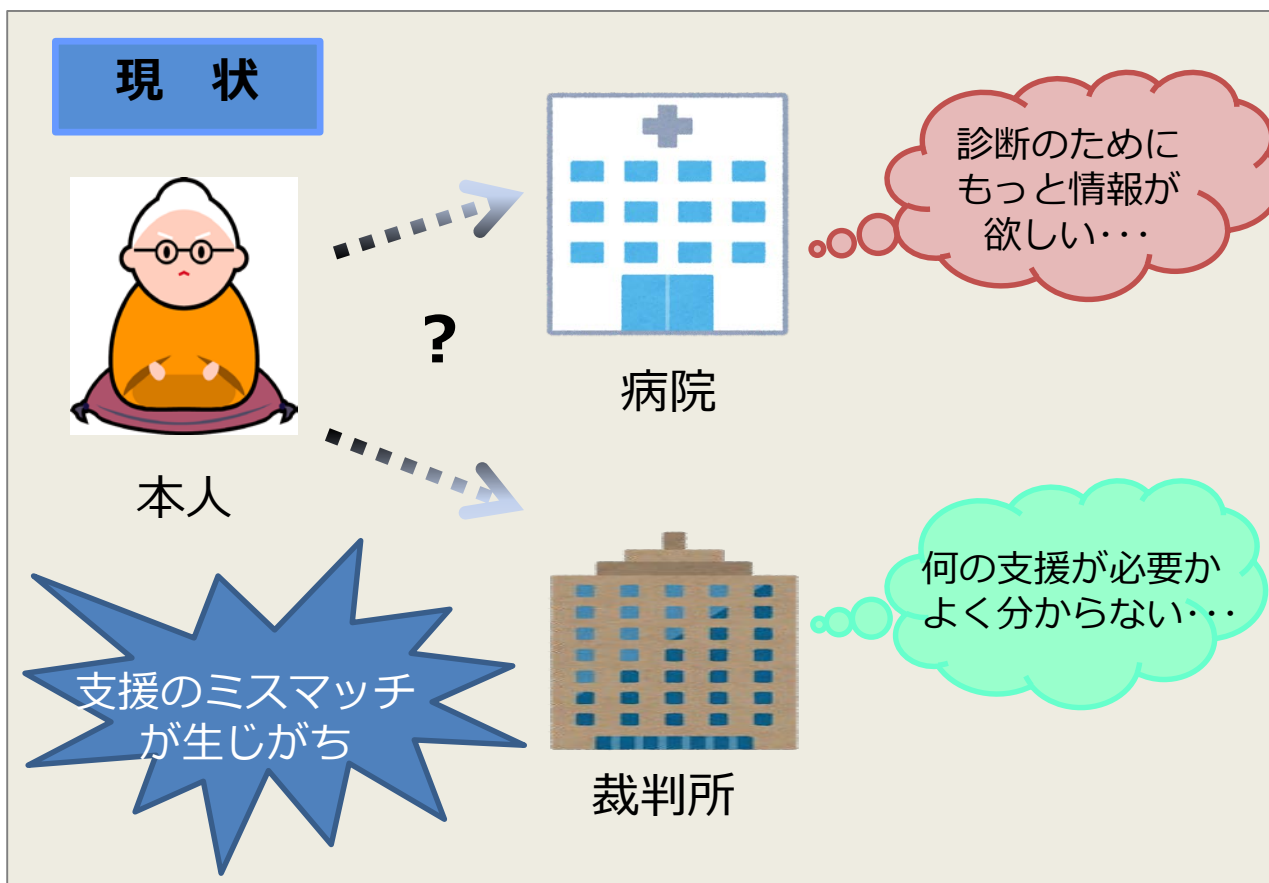 現　状
診断のために
もっと情報が
欲しい･･･
?
病院
本人
何の支援が必要か
よく分からない･･･
支援のミスマッチ
が生じがち
裁判所